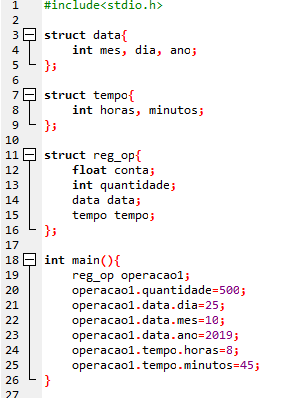 1 #include<stdio.h>
2
3 struct data{
4     int mes, dia, ano;
5 };
6
7 struct tempo{
8     int horas, minutos;
9 };
10
11 struct reg_op{
12     float conta;
13     int quantidade;
14     data data;
15     tempo tempo;
16 };
17
18 int main(){
19     reg_op operacao1;
20     operacao1.quantidade=500;
21     operacao1.data.dia=25;
22     operacao1.data.mes=10;
23     operacao1.data.ano=2019;
24     operacao1.tempo.horas=8;
25     operacao1.tempo.minutos=45;
26 }
27